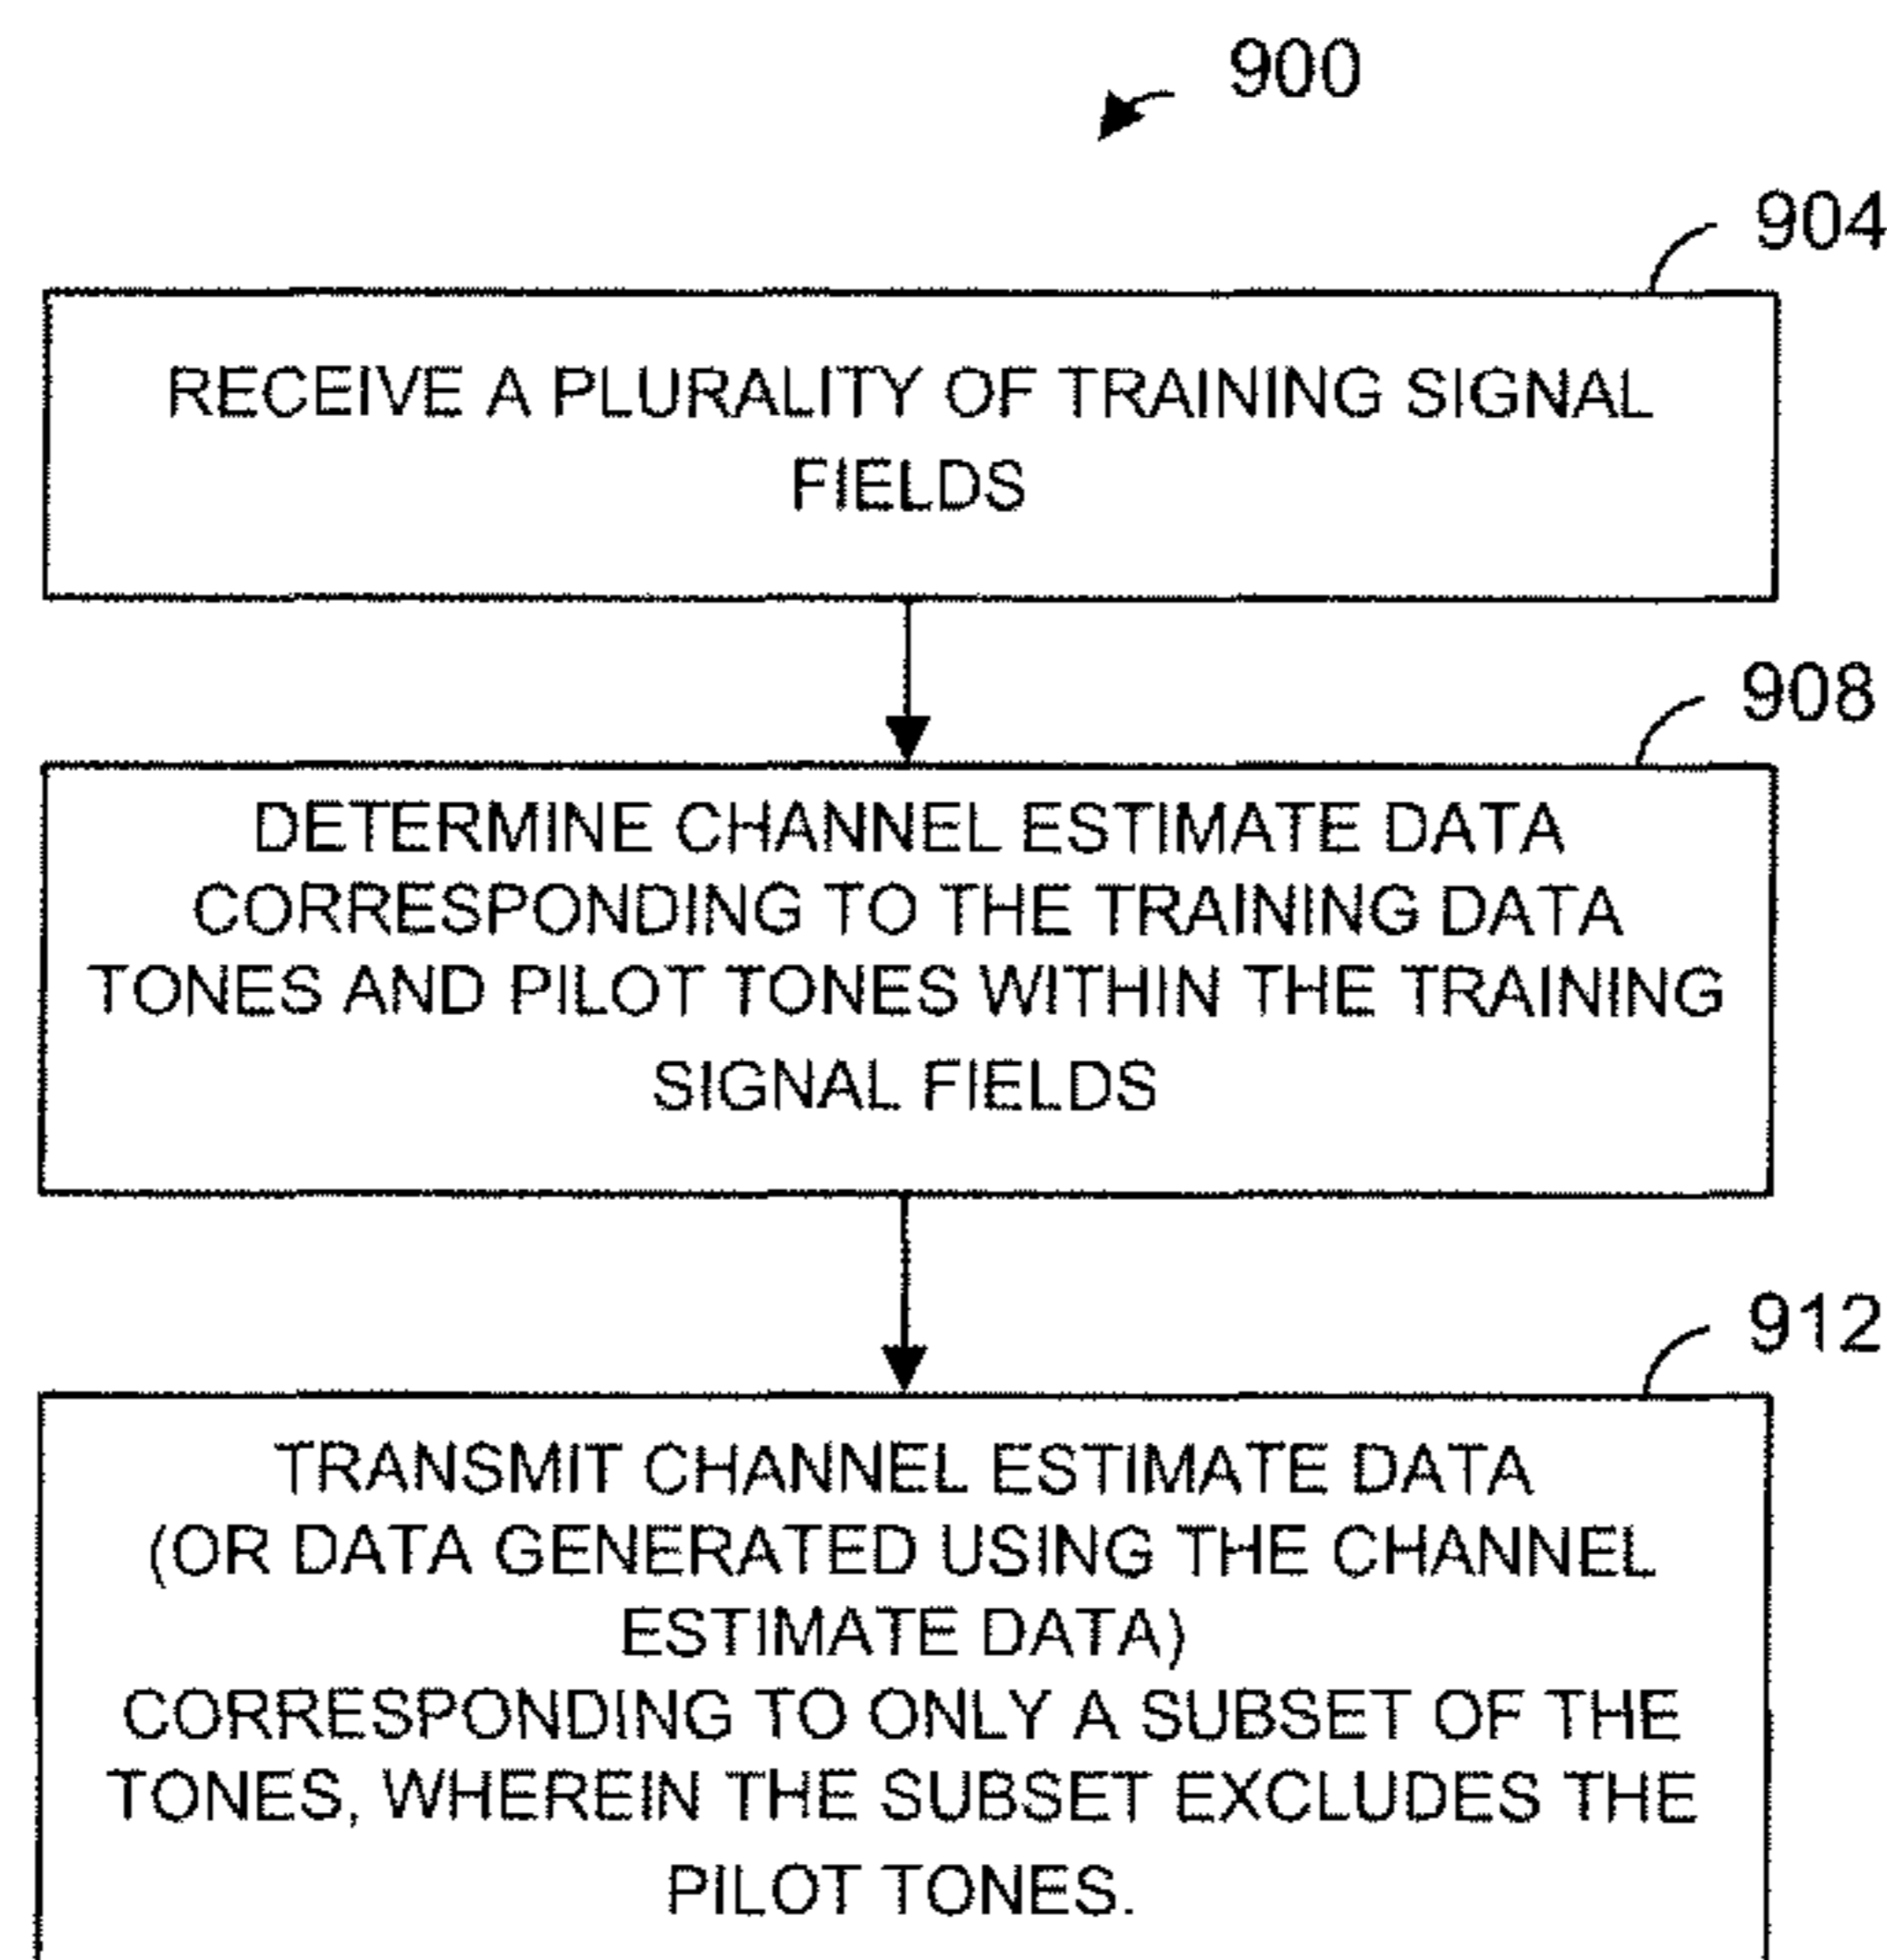 900
904
RECEIVE A PLURALITY OF TRAINING SIGNAL
FIELDS
908
DETERMINE CHANNEL ESTIMATE DATA
CORRESPONDING TO THE TRAINING DATA
TONES AND PILOT TONES WITHIN THE TRAINING
SIGNAL FIELDS
912
TRANSMIT CHANNEL ESTIMATE DATA
(OR DATA GENERATED USING THE CHANNEL
ESTIMATE DATA)
CORRESPONDING TO ONLY A SUBSET OF THE
TONES, WHEREIN THE SUBSET EXCLUDES THE
PILOT TONES.